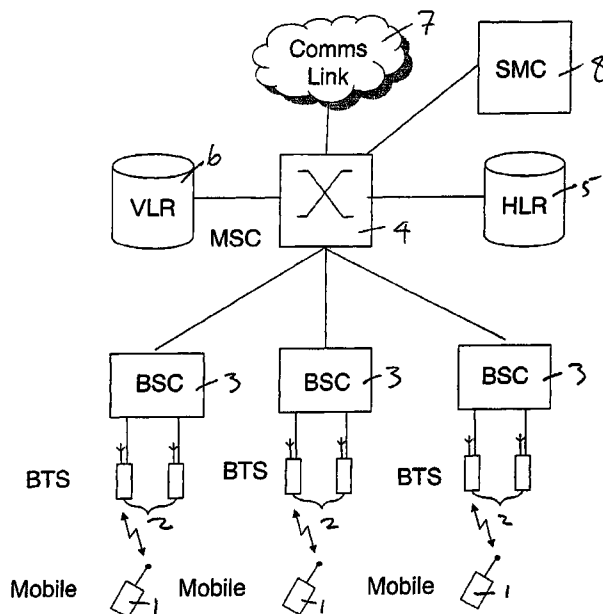 7
Comms
Link
SMC
8
6
VLR
MSC
4
HLR
5
BSC 3
BSC 3
BSC 3
BTS
BTS
BTS
2
2
2
Mobile 1
Mobile 1
Mobile 1